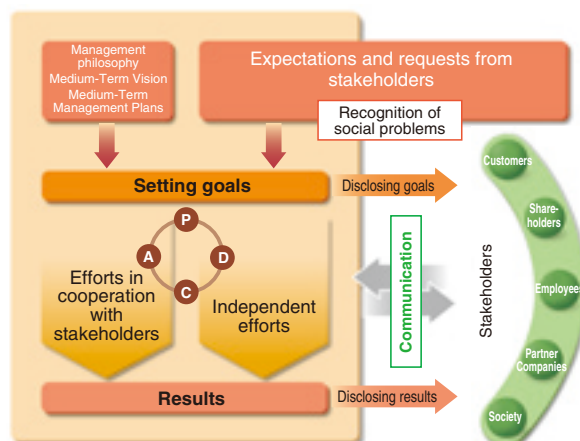 Management
philosophy
Medium-Term Vision
Medium-Term
Management Plans
Expectations and requests from
stakeholders
Recognition of
social problems
Setting goals
Disclosing goals
P
A
D
C
Efforts in
cooperation
with
stakeholders
Independent
efforts
Communication
Stakeholders
Customers
Share-
holders
Employees
Partner
Companies
Society
Results
Disclosing results